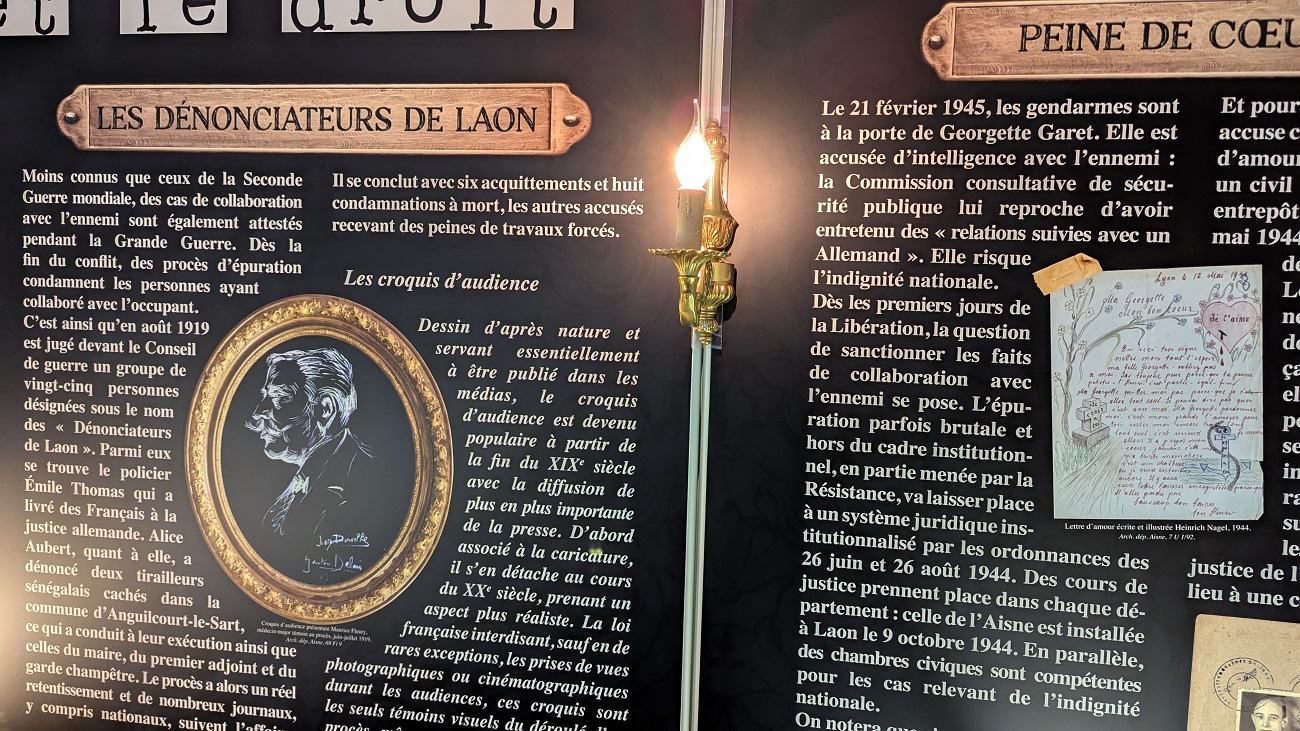 et le droit
LES DÉNONCIATEURS DE LAON
Moins connus que ceux de la Seconde
Guerre mondiale, des cas de collaboration
avec l'ennemi sont également attestés
pendant la Grande Guerre. Dès la
fin du conflit, des procès d'épuration
condamnent les personnes ayant
collaboré avec l'occupant.
C'est ainsi qu'en août 1919
est jugé devant le Conseil
de guerre un groupe de
vingt-cinq personnes
désignées sous le nom
des « Dénonciateurs
de Laon ». Parmi eux
se trouve le policier
Émile Thomas qui a
livré des Français à la
justice allemande. Alice
Aubert, quant à elle, a
dénoncé deux tirailleurs
sénégalais cachés dans la
commune d'Anguilcourt-le-Sart,
ce qui a conduit à leur exécution ainsi que
celles du maire, du premier adjoint et du
garde champêtre. Le procès a alors un réel
retentissement et de nombreux journaux,
y compris nationaux, suivent l'affaire.
Il se conclut avec six acquittements et huit
condamnations à mort, les autres accusés
recevant des peines de travaux forcés.
Les croquis d'audience
Dessin d'après nature et
servant essentiellement
à être publié dans les
médias, le croquis
d'audience est devenu
populaire à partir de
la fin du XIXe siècle
avec la diffusion de
plus en plus importante
de la presse. D'abord
associé à la caricature,
il s'en détache au cours
du XXe siècle, prenant un
aspect plus réaliste. La loi
française interdisant, sauf en de
rares exceptions, les prises de vues
photographiques ou cinématographiques
durant les audiences, ces croquis sont
les seuls témoins visuels du déroulé
Croquis d'audience présentant Maurice Fleury,
médecin-major témoin au procès, juin-juillet 1919.
Arch. dép. Aisne, 69 Fi 9
PEINE DE CŒU
Le 21 février 1945, les gendarmes sont
à la porte de Georgette Garet. Elle est
accusée d'intelligence avec l'ennemi :
la Commission consultative de sécu-
rité publique lui reproche d'avoir
entretenu des « relations suivies avec un
Allemand ». Elle risque
l'indignité nationale.
Dès les premiers jours de
la Libération, la question
de sanctionner les faits
de collaboration avec
l'ennemi se pose. L'épu-
ration parfois brutale et
hors du cadre institution-
nel, en partie menée par la
Résistance, va laisser place
à un système juridique ins-
titutionnalisé par les ordonnances des
26 juin et 26 août 1944. Des cours de
justice prennent place dans chaque dé-
partement : celle de l'Aisne est installée
à Laon le 9 octobre 1944. En parallèle,
des chambres civiques sont compétentes
pour les cas relevant de l'indignité
nationale.
On notera que
Lyon le 12. Mai
Ma Georgette
Mon bon cœur
de t'aime
Lettre d'amour écrite et illustrée Heinrich Nagel, 1944.
Arch. dép. Aisne, 7 U 1/92.
Et pour
accuse c
d'amour
un civil
entrepôt
mai 1944
justice de l'
lieu à une c